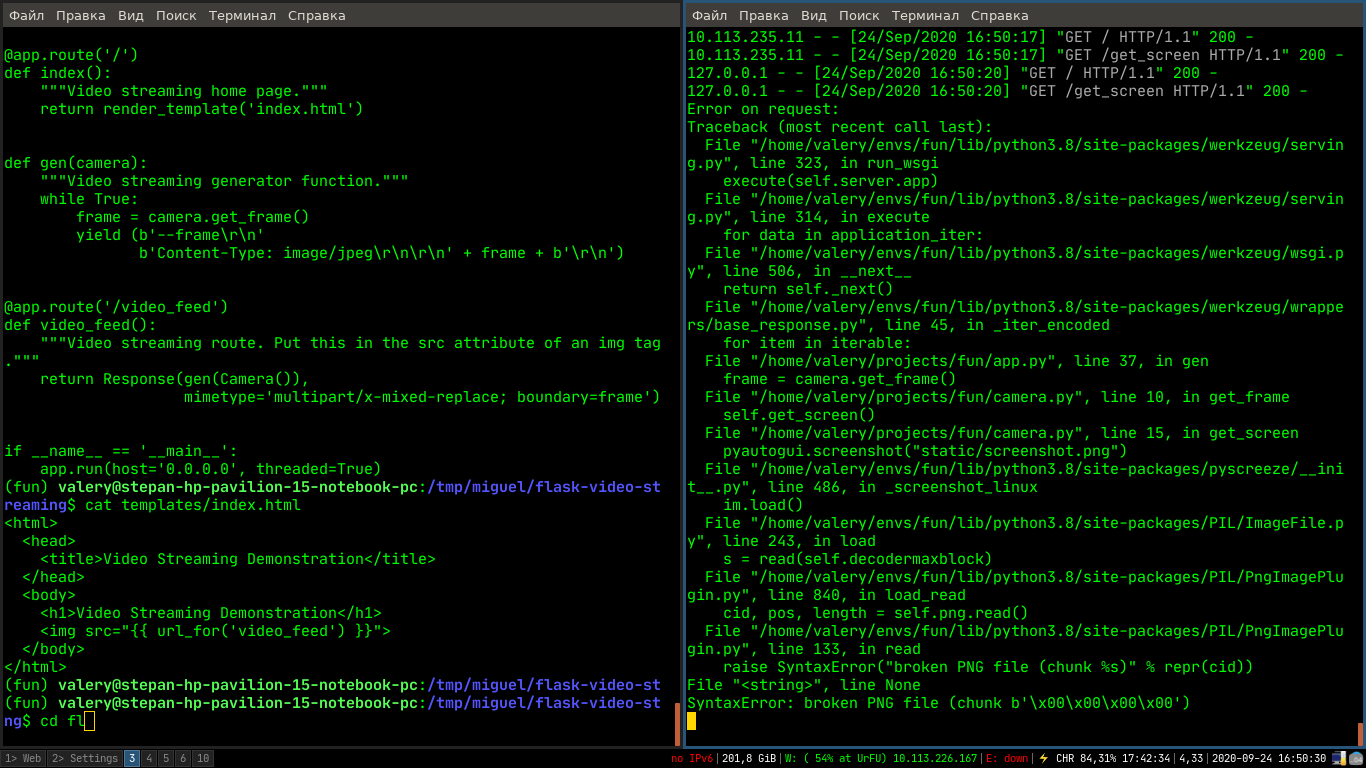 Файл Правка Вид Поиск Терминал Справка
@app.route('/')
def index():
    """Video streaming home page."""
    return render_template('index.html')
def gen(camera):
    """Video streaming generator function."""
    while True:
        frame = camera.get_frame()
        yield (b'--frame\r\n'
               b'Content-Type: image/jpeg\r\n\r\n' + frame + b'\r\n')
@app.route('/video_feed')
def video_feed():
    """Video streaming route. Put this in the src attribute of an img tag
."""
    return Response(gen(Camera()),
                    mimetype='multipart/x-mixed-replace; boundary=frame')
if __name__ == '__main__':
    app.run(host='0.0.0.0', threaded=True)
(fun) valery@stepan-hp-pavilion-15-notebook-pc:/tmp/miguel/flask-video-st
reaming$ cat templates/index.html
<html>
  <head>
    <title>Video Streaming Demonstration</title>
  </head>
  <body>
    <h1>Video Streaming Demonstration</h1>
    <img src="{{ url_for('video_feed') }}">
  </body>
</html>
(fun) valery@stepan-hp-pavilion-15-notebook-pc:/tmp/miguel/flask-video-st
(fun) valery@stepan-hp-pavilion-15-notebook-pc:/tmp/miguel/flask-video-st
ng$ cd fl
Файл Правка Вид Поиск Терминал Справка
10.113.235.11 - - [24/Sep/2020 16:50:17] "GET / HTTP/1.1" 200 -
10.113.235.11 - - [24/Sep/2020 16:50:17] "GET /get_screen HTTP/1.1" 200 -
127.0.0.1 - - [24/Sep/2020 16:50:20] "GET / HTTP/1.1" 200 -
127.0.0.1 - - [24/Sep/2020 16:50:20] "GET /get_screen HTTP/1.1" 200 -
Error on request:
Traceback (most recent call last):
  File "/home/valery/envs/fun/lib/python3.8/site-packages/werkzeug/servin
g.py", line 323, in run_wsgi
    execute(self.server.app)
  File "/home/valery/envs/fun/lib/python3.8/site-packages/werkzeug/servin
g.py", line 314, in execute
    for data in application_iter:
  File "/home/valery/envs/fun/lib/python3.8/site-packages/werkzeug/wsgi.p
y", line 506, in __next__
    return self._next()
  File "/home/valery/envs/fun/lib/python3.8/site-packages/werkzeug/wrappe
rs/base_response.py", line 45, in _iter_encoded
    for item in iterable:
  File "/home/valery/projects/fun/app.py", line 37, in gen
    frame = camera.get_frame()
  File "/home/valery/projects/fun/camera.py", line 10, in get_frame
    self.get_screen()
  File "/home/valery/projects/fun/camera.py", line 15, in get_screen
    pyautogui.screenshot("static/screenshot.png")
  File "/home/valery/envs/fun/lib/python3.8/site-packages/pyscreeze/__ini
t__.py", line 486, in _screenshot_linux
    im.load()
  File "/home/valery/envs/fun/lib/python3.8/site-packages/PIL/ImageFile.p
y", line 243, in load
    s = read(self.decodermaxblock)
  File "/home/valery/envs/fun/lib/python3.8/site-packages/PIL/PngImagePlu
gin.py", line 840, in load_read
    cid, pos, length = self.png.read()
  File "/home/valery/envs/fun/lib/python3.8/site-packages/PIL/PngImagePlu
gin.py", line 133, in read
    raise SyntaxError("broken PNG file (chunk %s)" % repr(cid))
File "<string>", line None
SyntaxError: broken PNG file (chunk b'\x00\x00\x00\x00')
1> Web 2> Settings 3 4 5 6 10 no IPv6|201,8 GiB|W: ( 54% at UrFU) 10.113.226.167|E: down|⚡ CHR 84,31% 17:42:34|4,33|2020-09-24 16:50:30